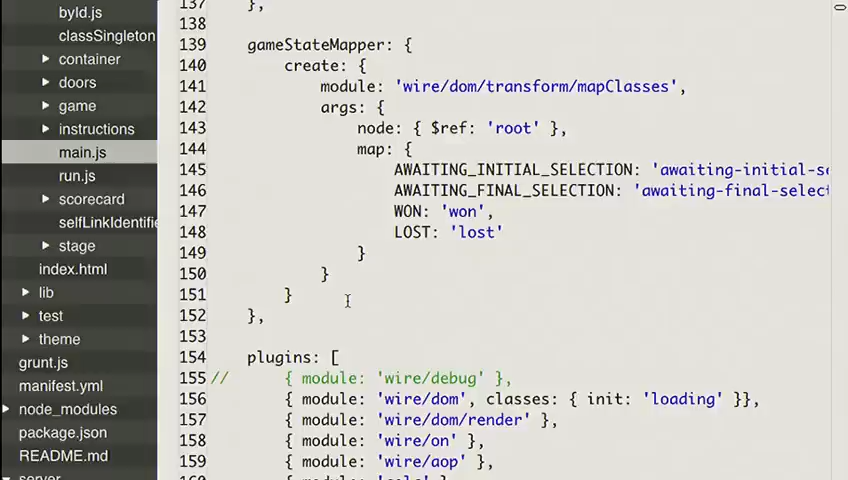 byId.js
classSingleton
container
doors
game
instructions
main.js
run.js
scorecard
selfLinkIdentifie
stage
index.html
lib
test
theme
grunt.js
manifest.yml
node_modules
package.json
README.md
server
137 },
138
139 gameStateMapper: {
140 create: {
141 module: 'wire/dom/transform/mapClasses',
142 args: {
143 node: { $ref: 'root' },
144 map: {
145 AWAITING_INITIAL_SELECTION: 'awaiting-initial-se
146 AWAITING_FINAL_SELECTION: 'awaiting-final-select
147 WON: 'won',
148 LOST: 'lost'
149 }
150 }
151 }
152 },
153
154 plugins: [
155 // { module: 'wire/debug' },
156 { module: 'wire/dom', classes: { init: 'loading' }},
157 { module: 'wire/dom/render' },
158 { module: 'wire/on' },
159 { module: 'wire/aop' },